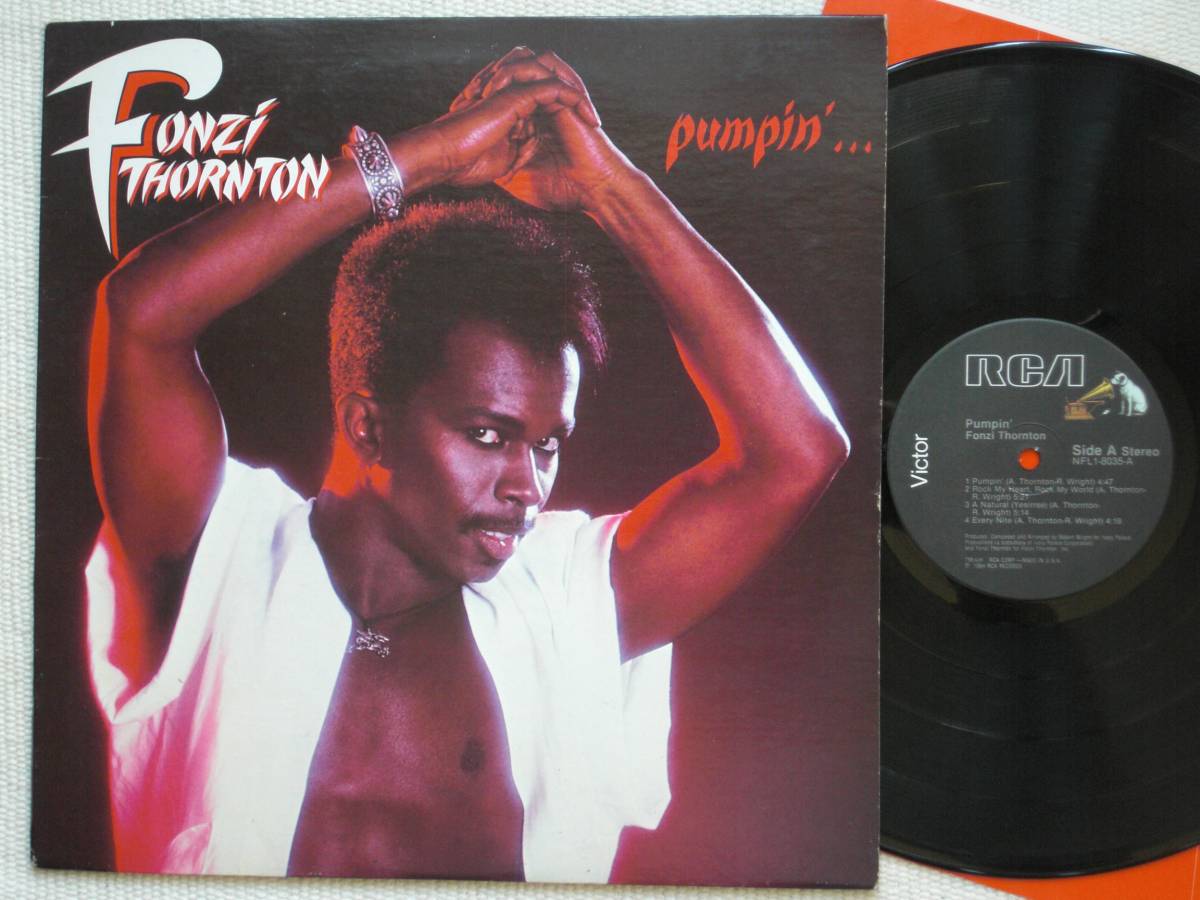 FONZI
THORNTON
pumpin'...
RCA
Victor
Pumpin'
Fonzi Thornton
Side A Stereo
NFL1-8035-A
1 Pumpin' (A. Thornton-R. Wright) 4:47
2 Rock My Heart, Rock My World (A. Thornton-
R. Wright) 5:27
3 A Natural (Yesirree) (A. Thornton-
R. Wright) 5:14
4 Every Nite (A. Thornton-R. Wright) 4:19